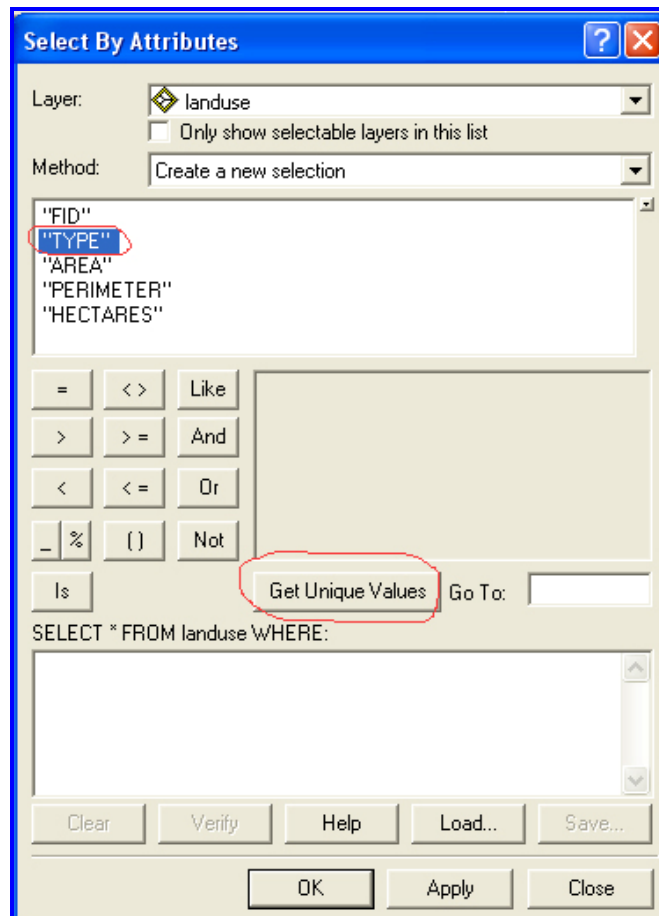 Select By Attributes ? X
Layer: landuse
Only show selectable layers in this list
Method: Create a new selection
"FID"
"TYPE"
"AREA"
"PERIMETER"
"HECTARES"
= < > Like
> > = And
< < = Or
_ % ( ) Not
Is Get Unique Values Go To:
SELECT * FROM landuse WHERE:
Clear Verify Help Load... Save...
OK Apply Close